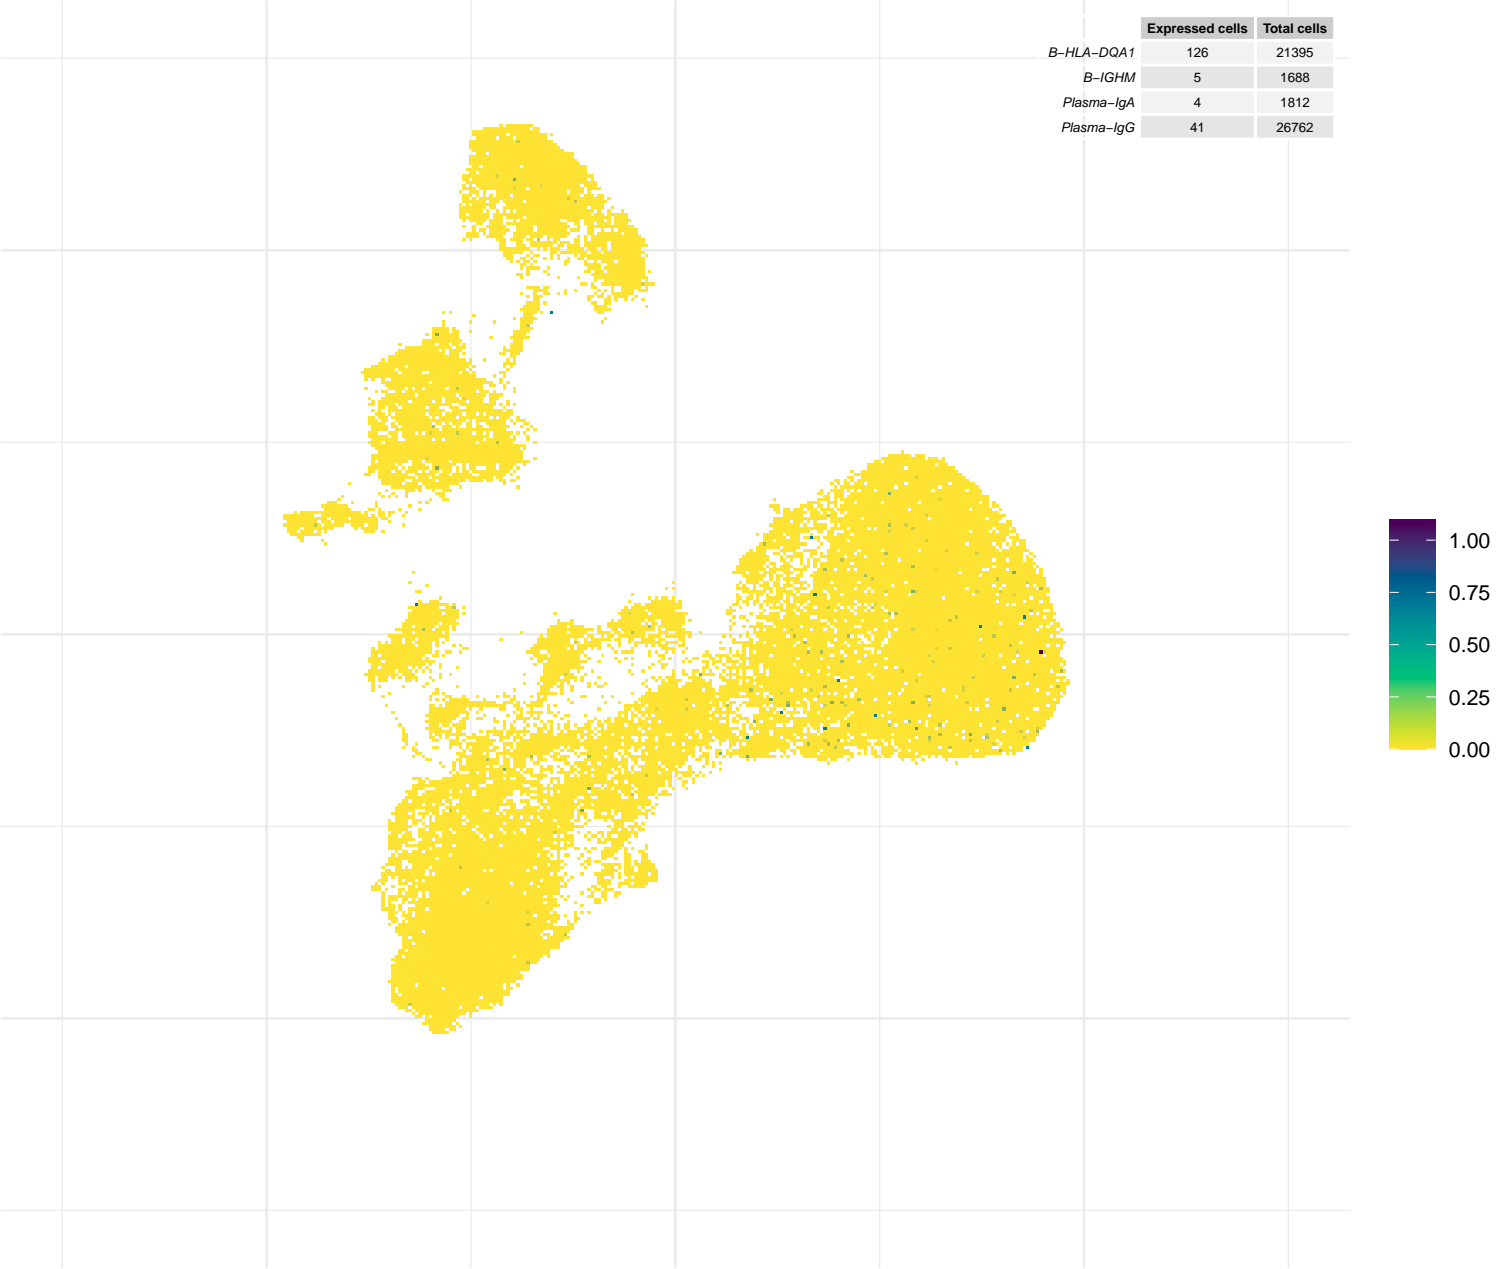 Expressed cells Total cells
B−HLA−DQA1 126 21395
B−IGHM 5 1688
Plasma−IgA 4 1812
Plasma−IgG 41 26762
1.00
0.75
0.50
0.25
0.00